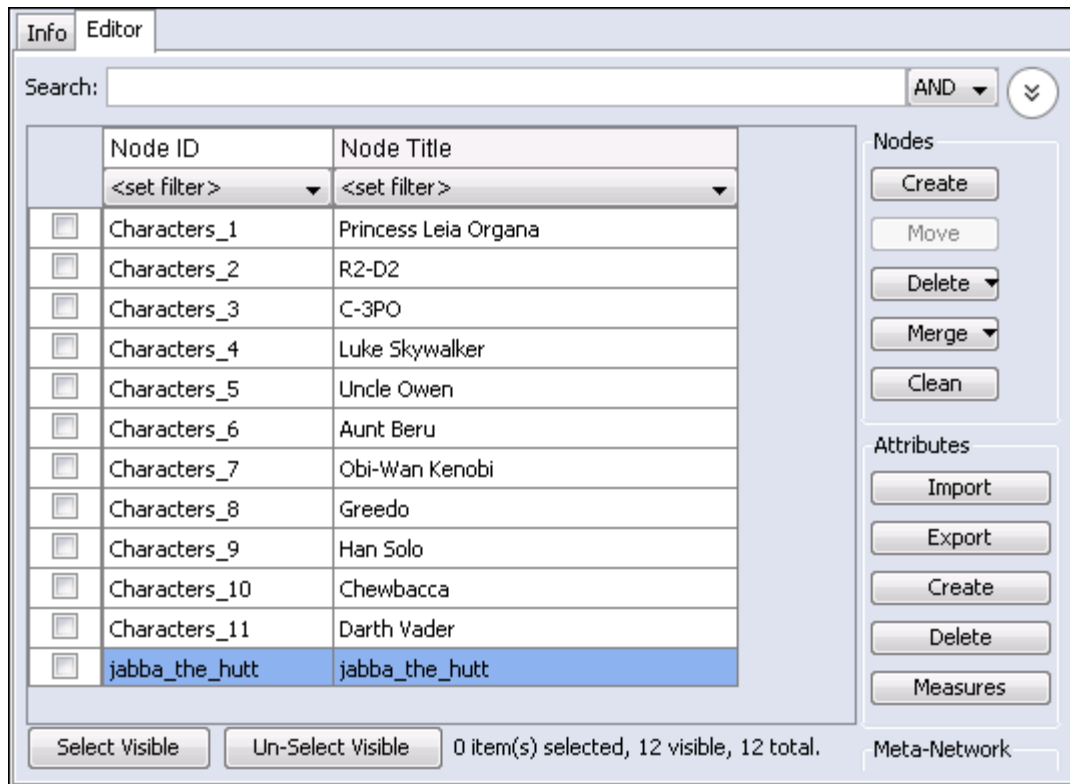 Info Editor
Search: AND
Node ID Node Title
<set filter> <set filter>
Characters_1 Princess Leia Organa
Characters_2 R2-D2
Characters_3 C-3PO
Characters_4 Luke Skywalker
Characters_5 Uncle Owen
Characters_6 Aunt Beru
Characters_7 Obi-Wan Kenobi
Characters_8 Greedo
Characters_9 Han Solo
Characters_10 Chewbacca
Characters_11 Darth Vader
jabba_the_hutt jabba_the_hutt
Select Visible Un-Select Visible 0 item(s) selected, 12 visible, 12 total.
Nodes
Create
Move
Delete
Merge
Clean
Attributes
Import
Export
Create
Delete
Measures
Meta-Network